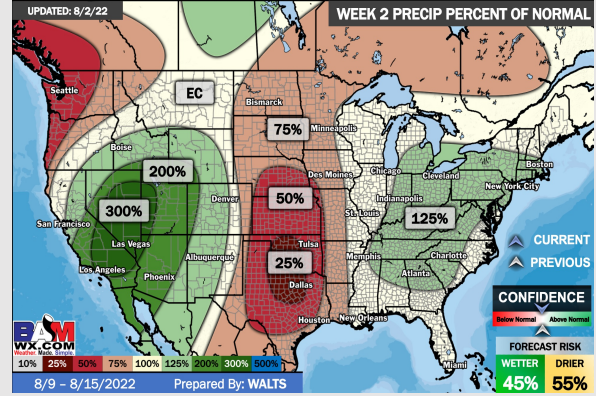 UPDATED: 8/2/22
WEEK 2 PRECIP PERCENT OF NORMAL
Seattle
EC
Bismarck
75%
Minneapolis
Boise
200%
Des Moines
Chicago
Cleveland
Boston
New York City
Denver
50%
Indianapolis
300%
St. Louis
125%
San Francisco
Las Vegas
Tulsa
Albuquerque
25%
Memphis
Charlotte
Los Angeles
Phoenix
Dallas
Atlanta
Houston
New Orleans
Miami
CURRENT
PREVIOUS
CONFIDENCE
Below Normal
Above Normal
FORECAST RISK
WETTER
DRIER
45%
55%
BAM
WX.COM
Weather. Made. Simple.
10% 25% 50% 75% 100% 125% 200% 300% 500%
8/9 – 8/15/2022
Prepared By: WALTS